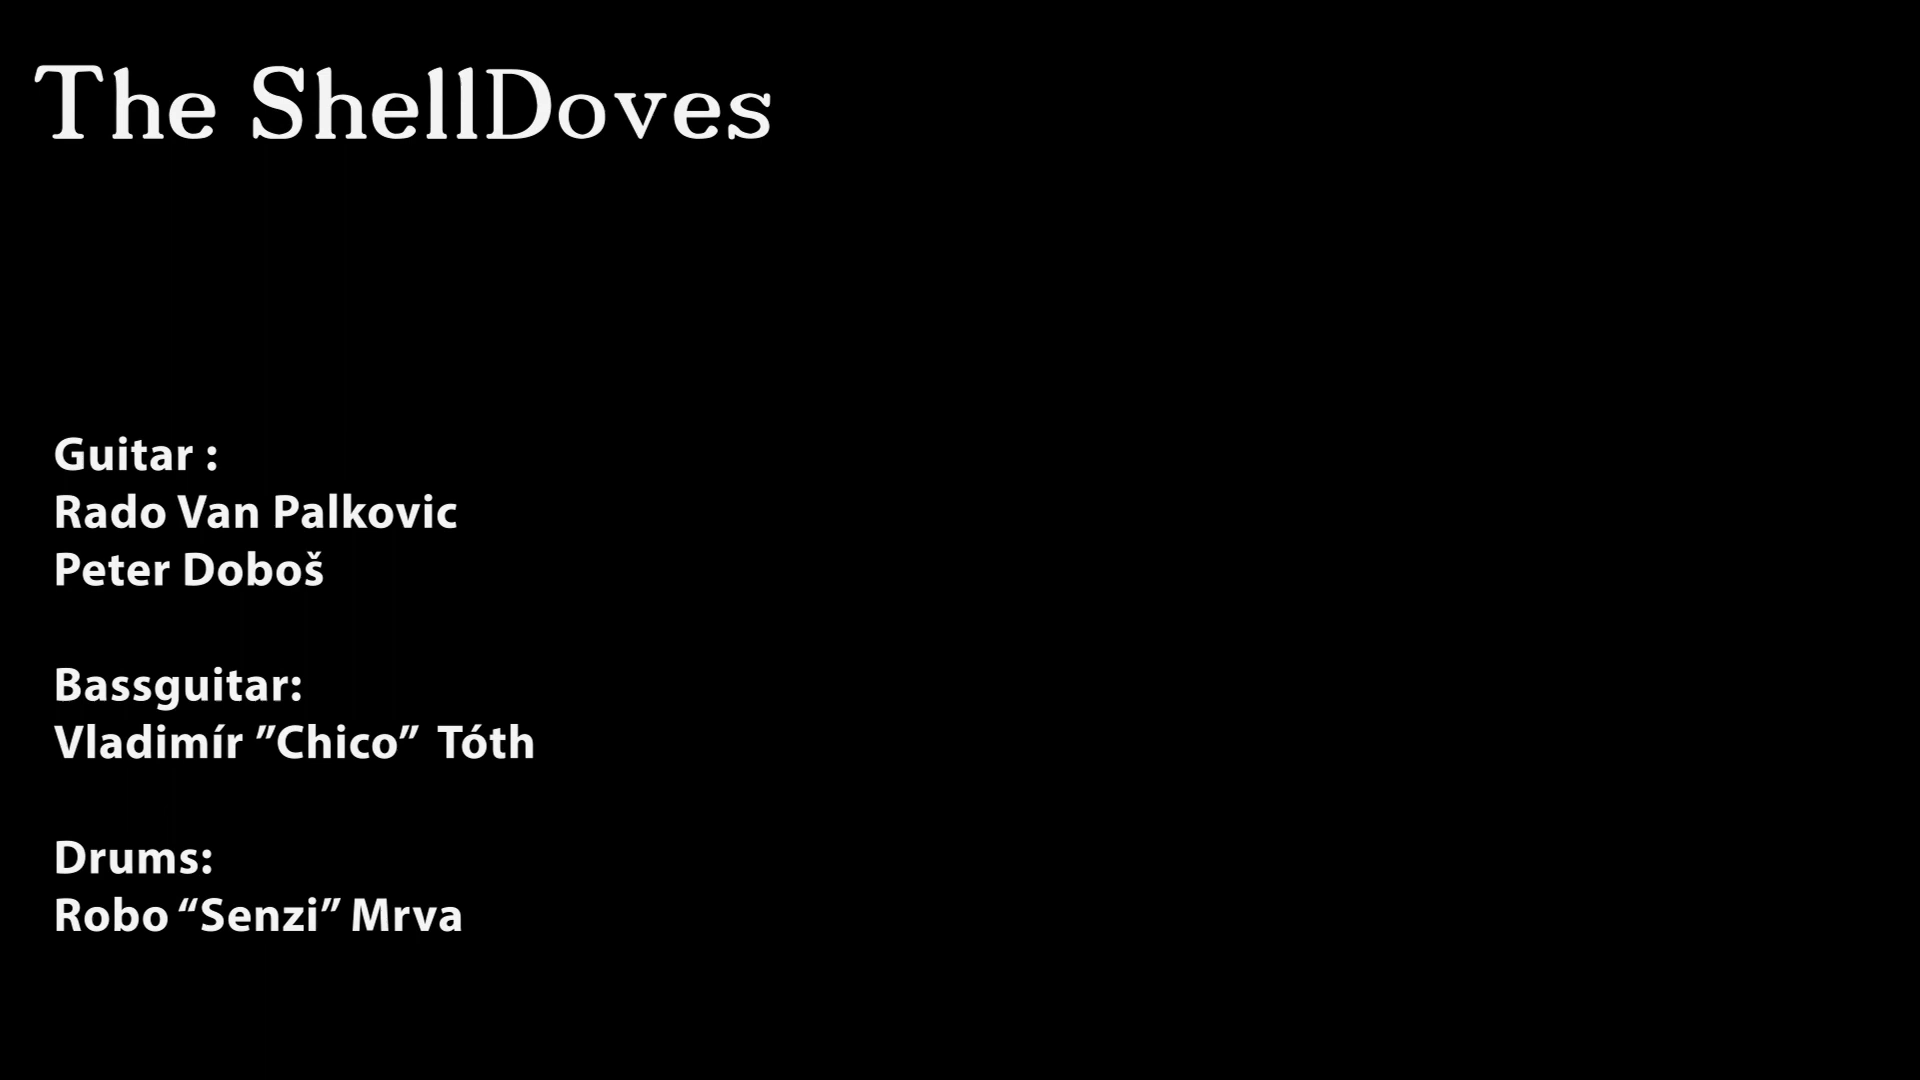 The ShellDoves
Guitar :
Rado Van Palkovic
Peter Doboš
Bassguitar:
Vladimír ”Chico” Tóth
Drums:
Robo “Senzi” Mrva